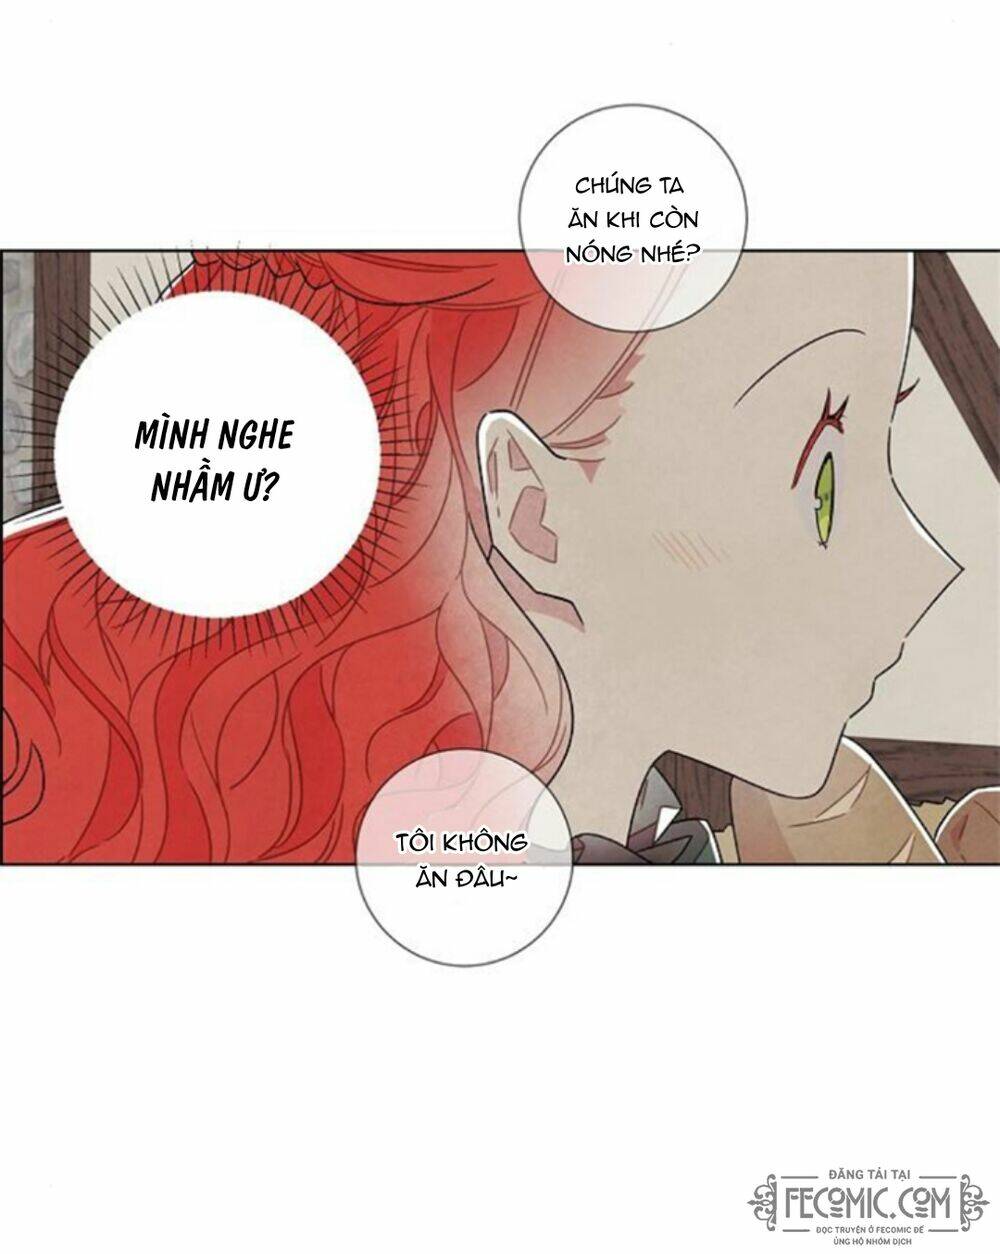 CHÚNG TA
ĂN KHI CÒN
NÓNG NHÉ?
MÌNH NGHE
NHẦM Ư?
TÔI KHÔNG
ĂN ĐÂU~
ĐĂNG TẢI TẠI
FECOMIC.COM
ĐỌC TRUYỆN Ở FECOMIC ĐỂ
ỦNG HỘ NHÓM DỊCH